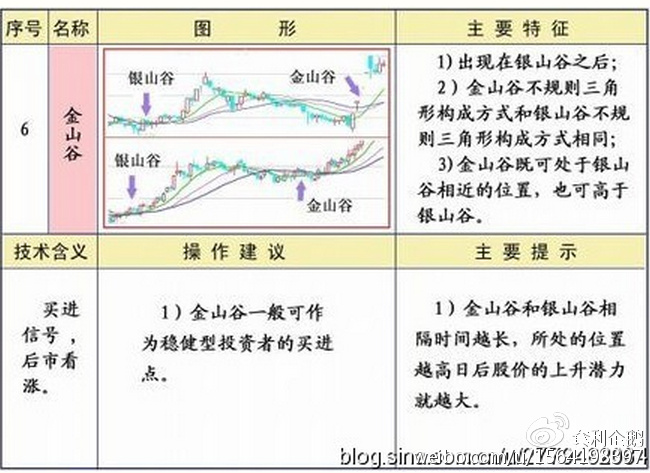 序号 名称 图 形 主 要 特 征
6
金山谷
银山谷
金山谷
银山谷
金山谷
1)出现在银山谷之后;
2) 金山谷不规则三角
形构成方式和银山谷不规
则三角形构成方式相同;
3)金山谷既可处于银山
谷相近的位置，也可高于
银山谷。
技术含义 操 作 建 议 主 要 提 示
买进
信号，
后市看
涨。
1) 金山谷一般可作
为稳健型投资者的买进
点。
1) 金山谷和银山谷相
隔时间越长，所处的位置
越高日后股价的上升潜力
就越大。